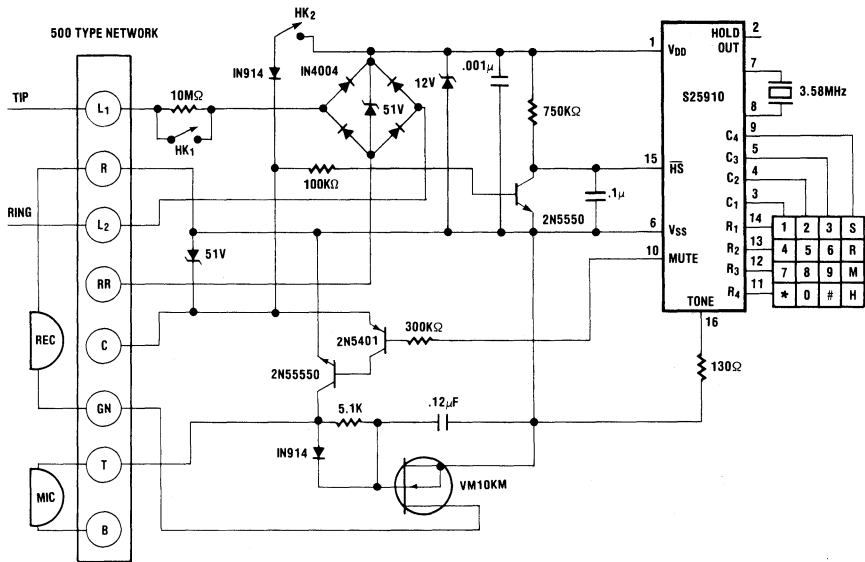 500 TYPE NETWORK
TIP
L1
R
RING
L2
RR
C
REC
GN
T
MIC
B
10MΩ
HK1
HK2
IN914
IN4004
51V
12V
.001μ
750KΩ
100KΩ
2N5550
.1μ
51V
2N5401
300KΩ
2N55550
5.1K
.12μF
IN914
VM10KM
130Ω
S25910
1
VDD
HOLD OUT
2
7
3.58MHz
8
9
C4
5
C3
4
C2
3
C1
15
HS
6
VSS
10
MUTE
14
R1
13
R2
12
R3
11
R4
TONE
16
1 2 3 S
4 5 6 R
7 8 9 M
* 0 # H